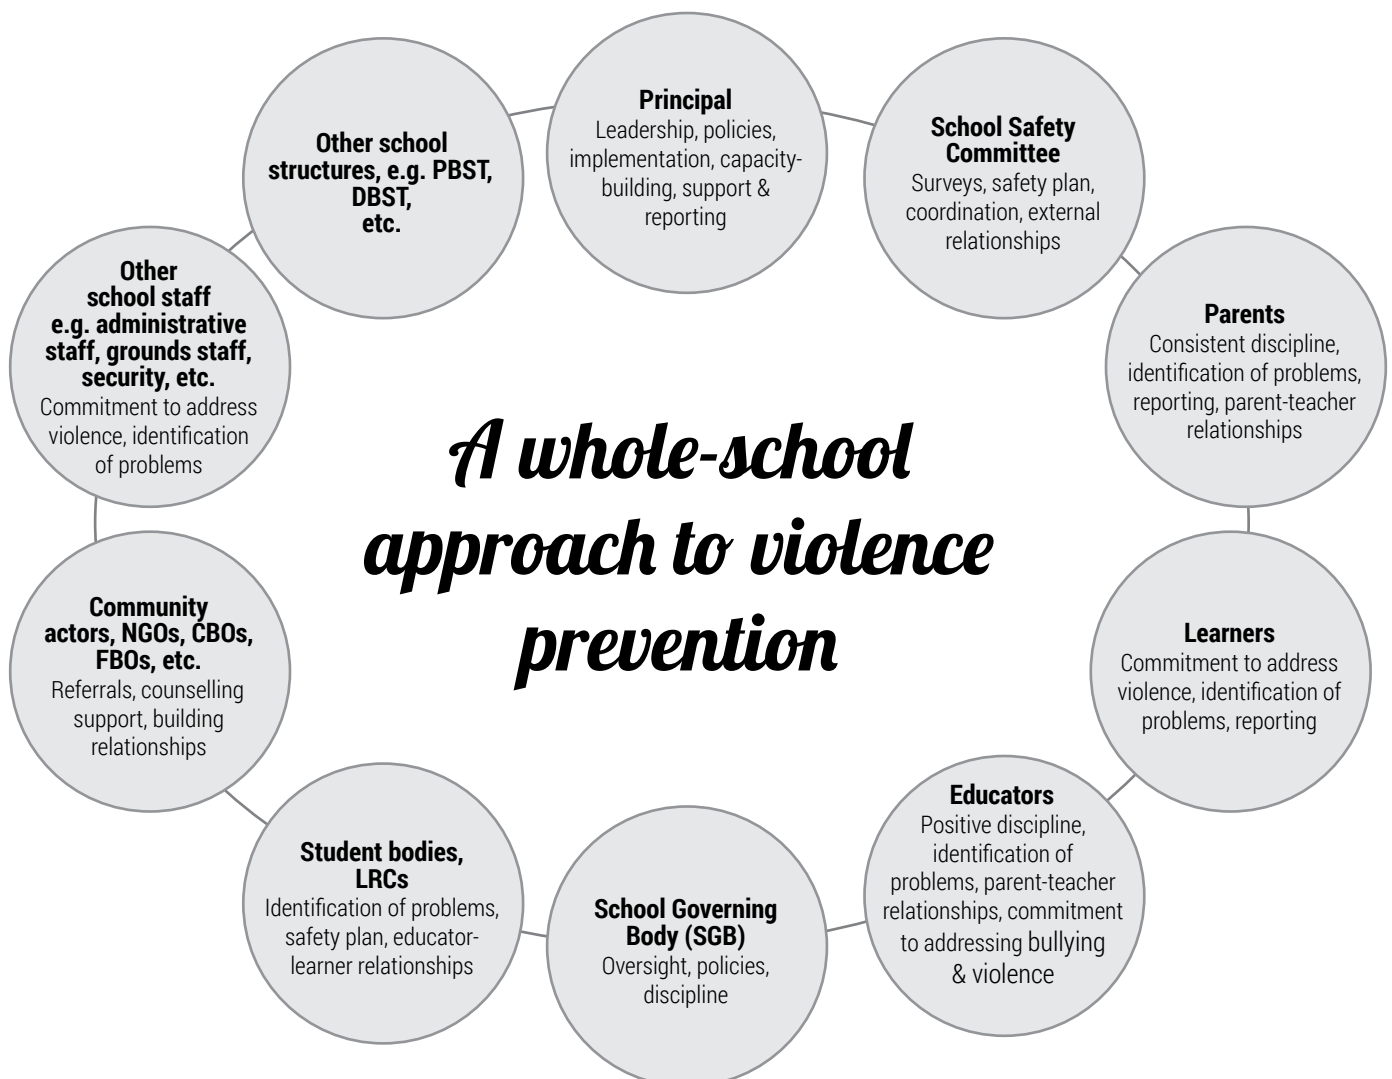 Principal
Leadership, policies,
implementation, capacity-
building, support &
reporting
School Safety
Committee
Surveys, safety plan,
coordination, external
relationships
Parents
Consistent discipline,
identification of problems,
reporting, parent-teacher
relationships
Learners
Commitment to address
violence, identification of
problems, reporting
Educators
Positive discipline,
identification of
problems, parent-teacher
relationships, commitment
to addressing bullying
& violence
School Governing
Body (SGB)
Oversight, policies,
discipline
Student bodies,
LRCs
Identification of problems,
safety plan, educator-
learner relationships
Community
actors, NGOs, CBOs,
FBOs, etc.
Referrals, counselling
support, building
relationships
Other
school staff
e.g. administrative
staff, grounds staff,
security, etc.
Commitment to address
violence, identification
of problems
Other school
structures, e.g. PBST,
DBST,
etc.
A whole-school
approach to violence
prevention